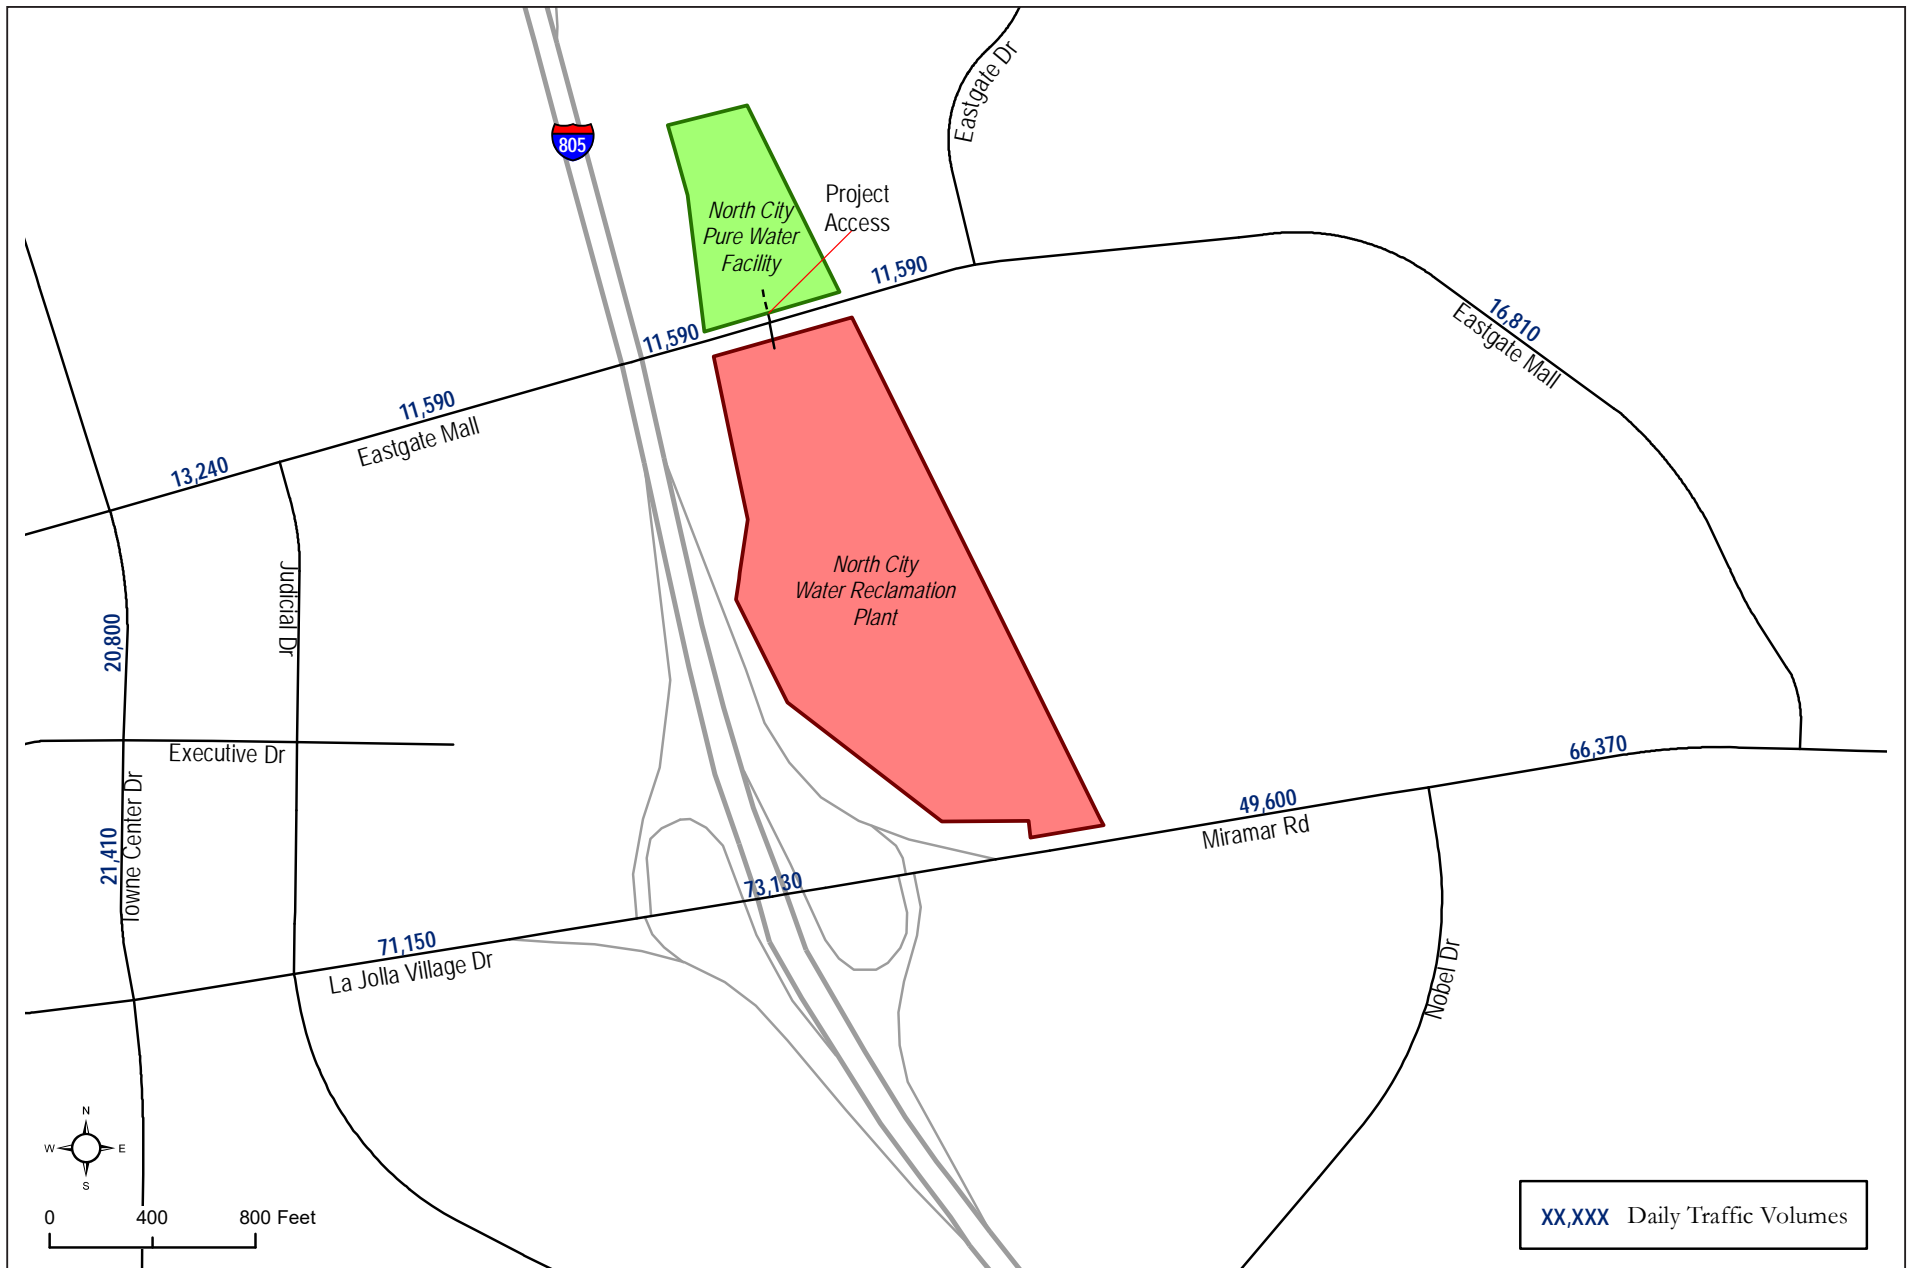 Eastgate Dr
805
Project
Access
North City
Pure Water
Facility
11,590
11,590
16,810
Eastgate Mall
11,590
Eastgate Mall
13,240
Judicial Dr
North City
Water Reclamation
Plant
20,800
Executive Dr
66,370
Towne Center Dr
21,410
49,600
Miramar Rd
73,130
71,150
La Jolla Village Dr
Nobel Dr
N
W E
S
0 400 800 Feet
XX,XXX Daily Traffic Volumes